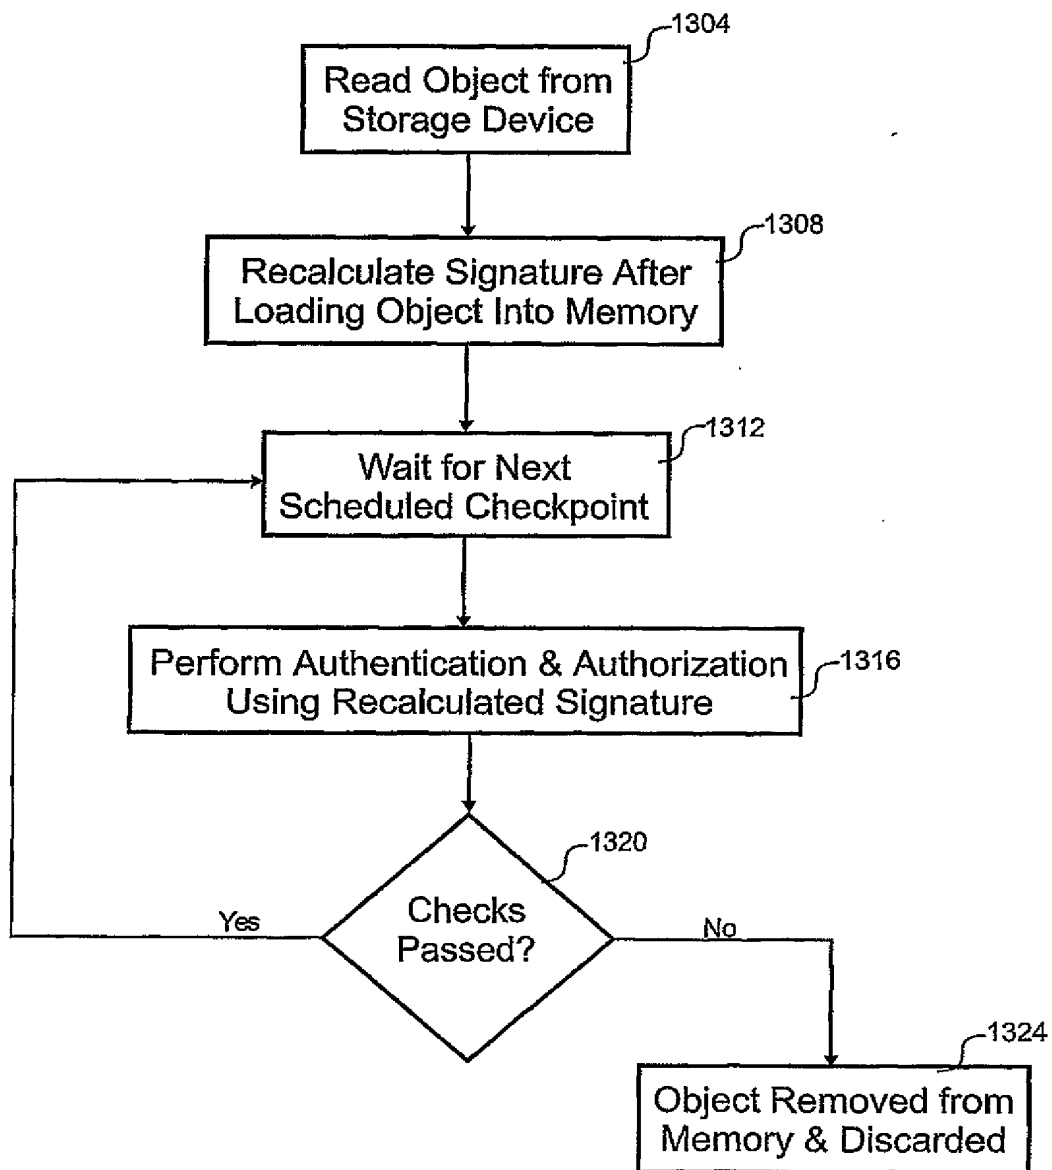 1304
Read Object from
Storage Device
1308
Recalculate Signature After
Loading Object Into Memory
1312
Wait for Next
Scheduled Checkpoint
Perform Authentication & Authorization
Using Recalculated Signature
1316
1320
Checks
Passed?
Yes
No
1324
Object Removed from
Memory & Discarded